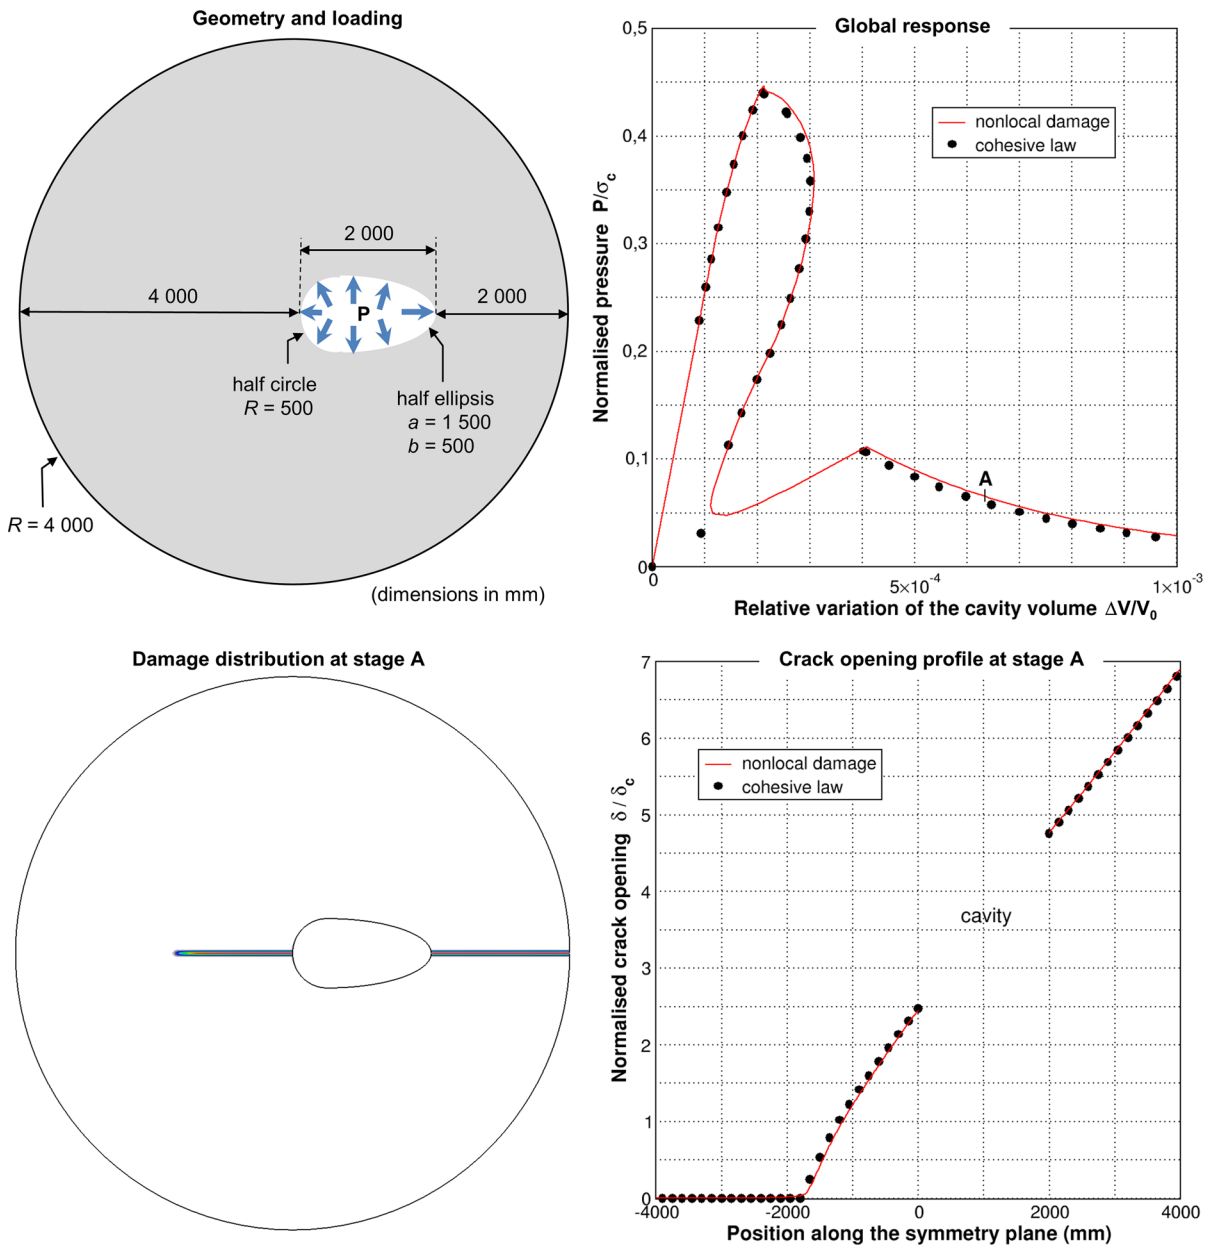 Geometry and loading
2 000
4 000
2 000
P
half circle
R = 500
half ellipsis
a = 1 500
b = 500
R = 4 000
(dimensions in mm)
Global response
0,5
0,4
0,3
0,2
0,1
0
nonlocal damage
cohesive law
A
0
5×10⁻⁴
1×10⁻³
Normalised pressure P/σc
Relative variation of the cavity volume ΔV/V₀
Damage distribution at stage A
Crack opening profile at stage A
7
6
5
4
3
2
1
0
nonlocal damage
cohesive law
cavity
-4000
-2000
0
2000
4000
Normalised crack opening δ / δc
Position along the symmetry plane (mm)